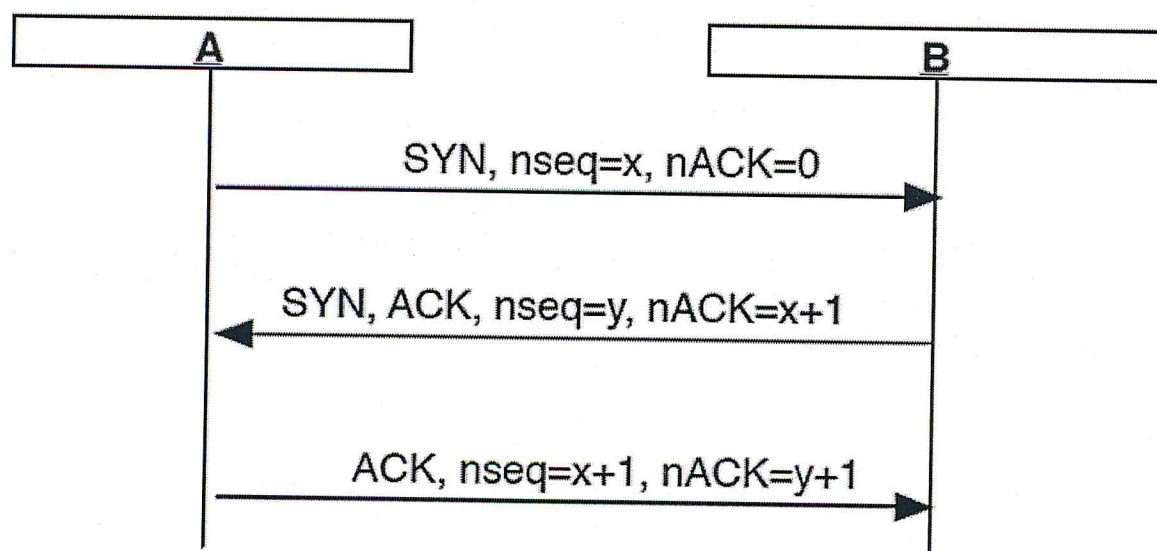 A
B
SYN, nseq=x, nACK=0
SYN, ACK, nseq=y, nACK=x+1
ACK, nseq=x+1, nACK=y+1